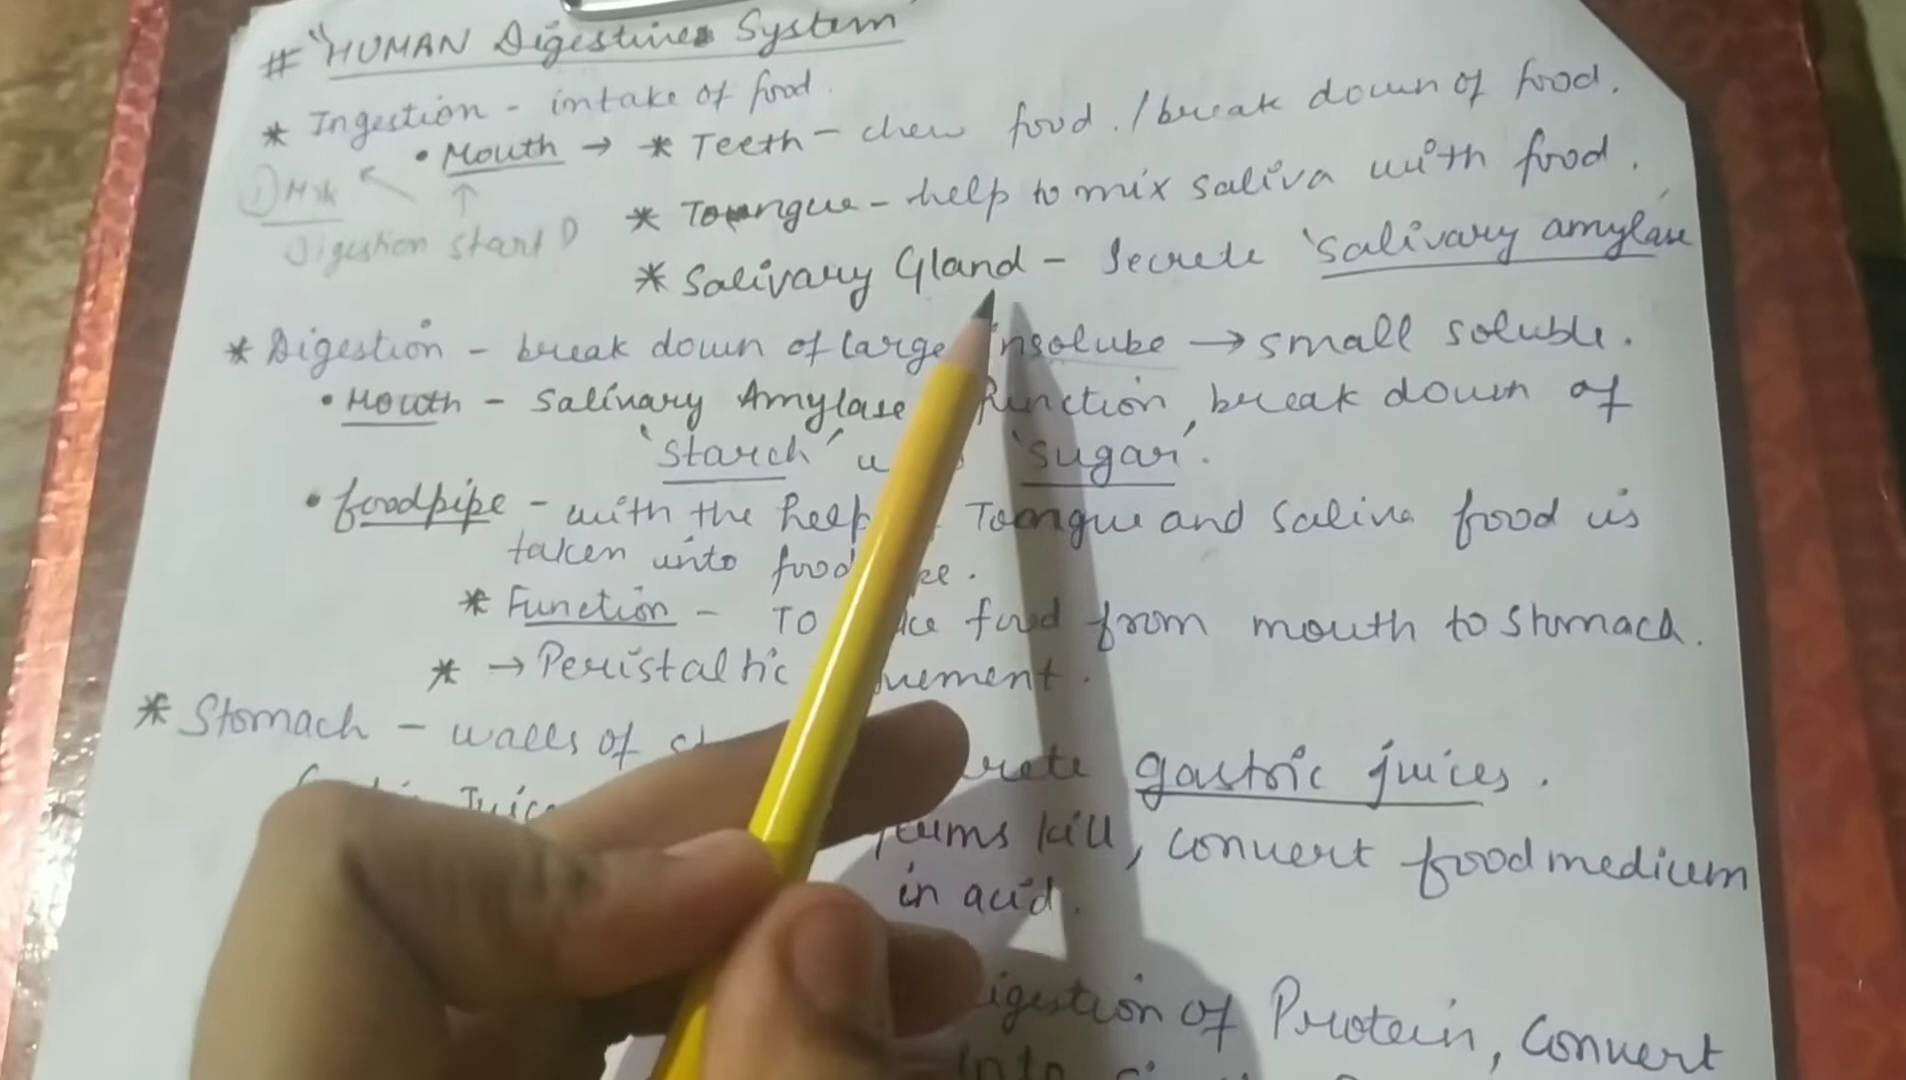 # "HUMAN Digestive System
* Ingestion - intake of food.
• Mouth → * Teeth - chew food. / break down of food.
* Toungue - help to mix saliva with food.
Digestion start
* Salivary Gland - Secrete 'salivary amylase
* Digestion - break down of large insolube → small soluble.
• Mouth - Salivary Amylase function, break down of
'starch' 'sugar'.
• foodpipe - with the help Toongue and saliva food is
taken into food
* Function - To food from mouth to Stomach.
* → Peristaltic
* Stomach - walls of gastric juices.
Juice kill, convert food medium
in acid.
of Protein, Convert
into